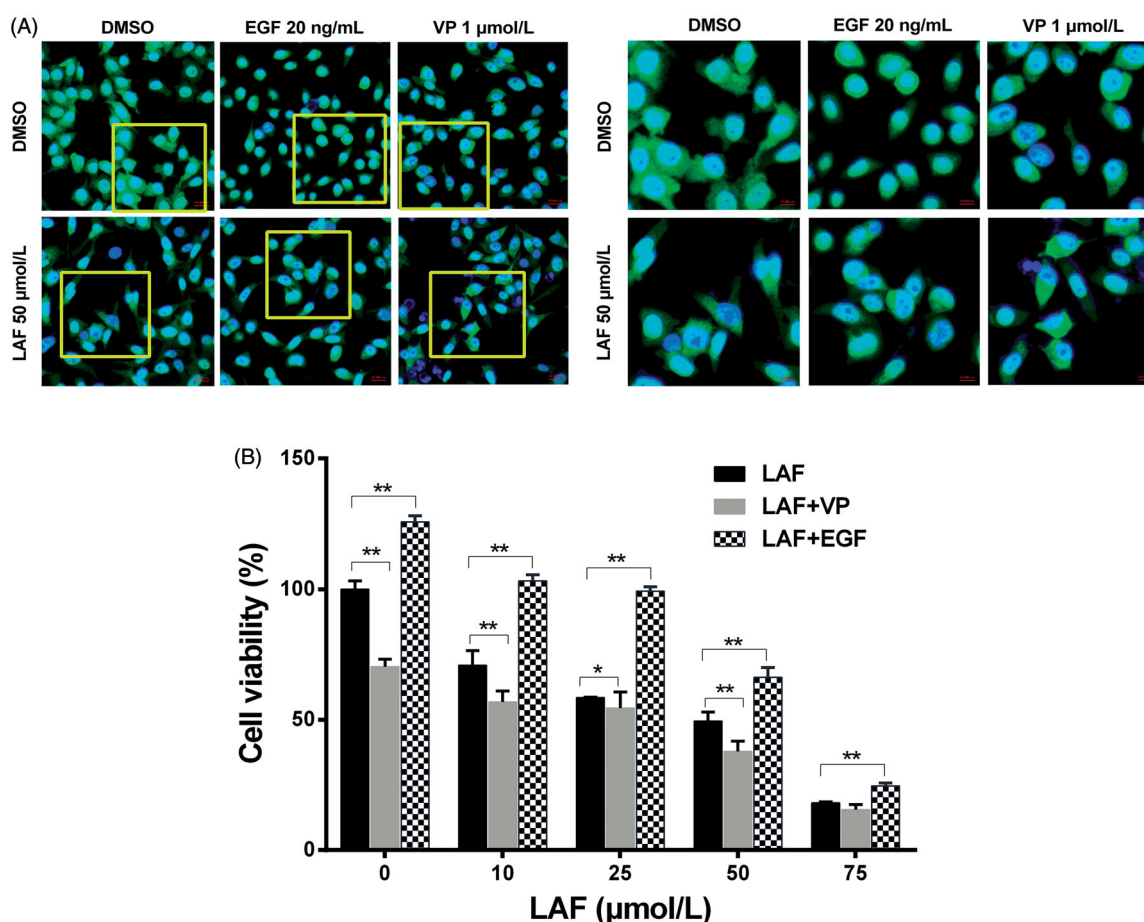 (A)
DMSO EGF 20 ng/mL VP 1 μmol/L DMSO EGF 20 ng/mL VP 1 μmol/L
DMSO DMSO
LAF 50 μmol/L LAF 50 μmol/L
(B)
150
100
50
0
Cell viability (%)
LAF
LAF+VP
LAF+EGF
** **
** **
** *
** **
**
0 10 25 50 75
LAF (μmol/L)